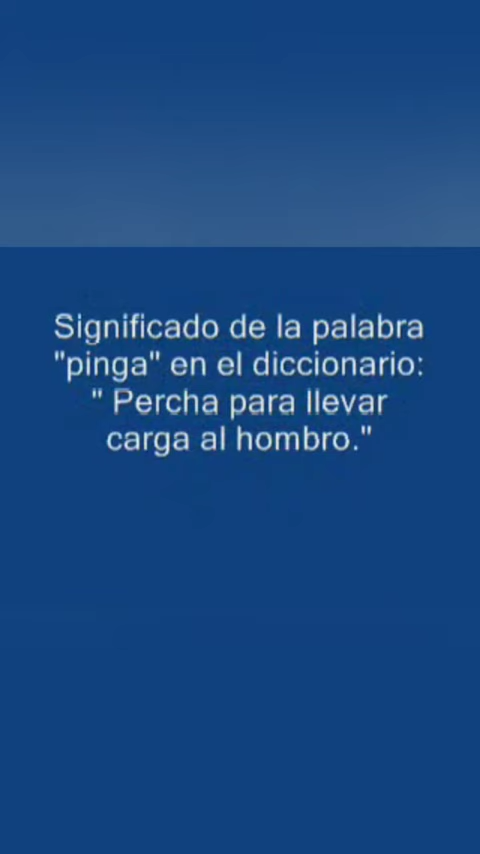 Significado de la palabra
"pinga" en el diccionario:
" Percha para llevar
carga al hombro."